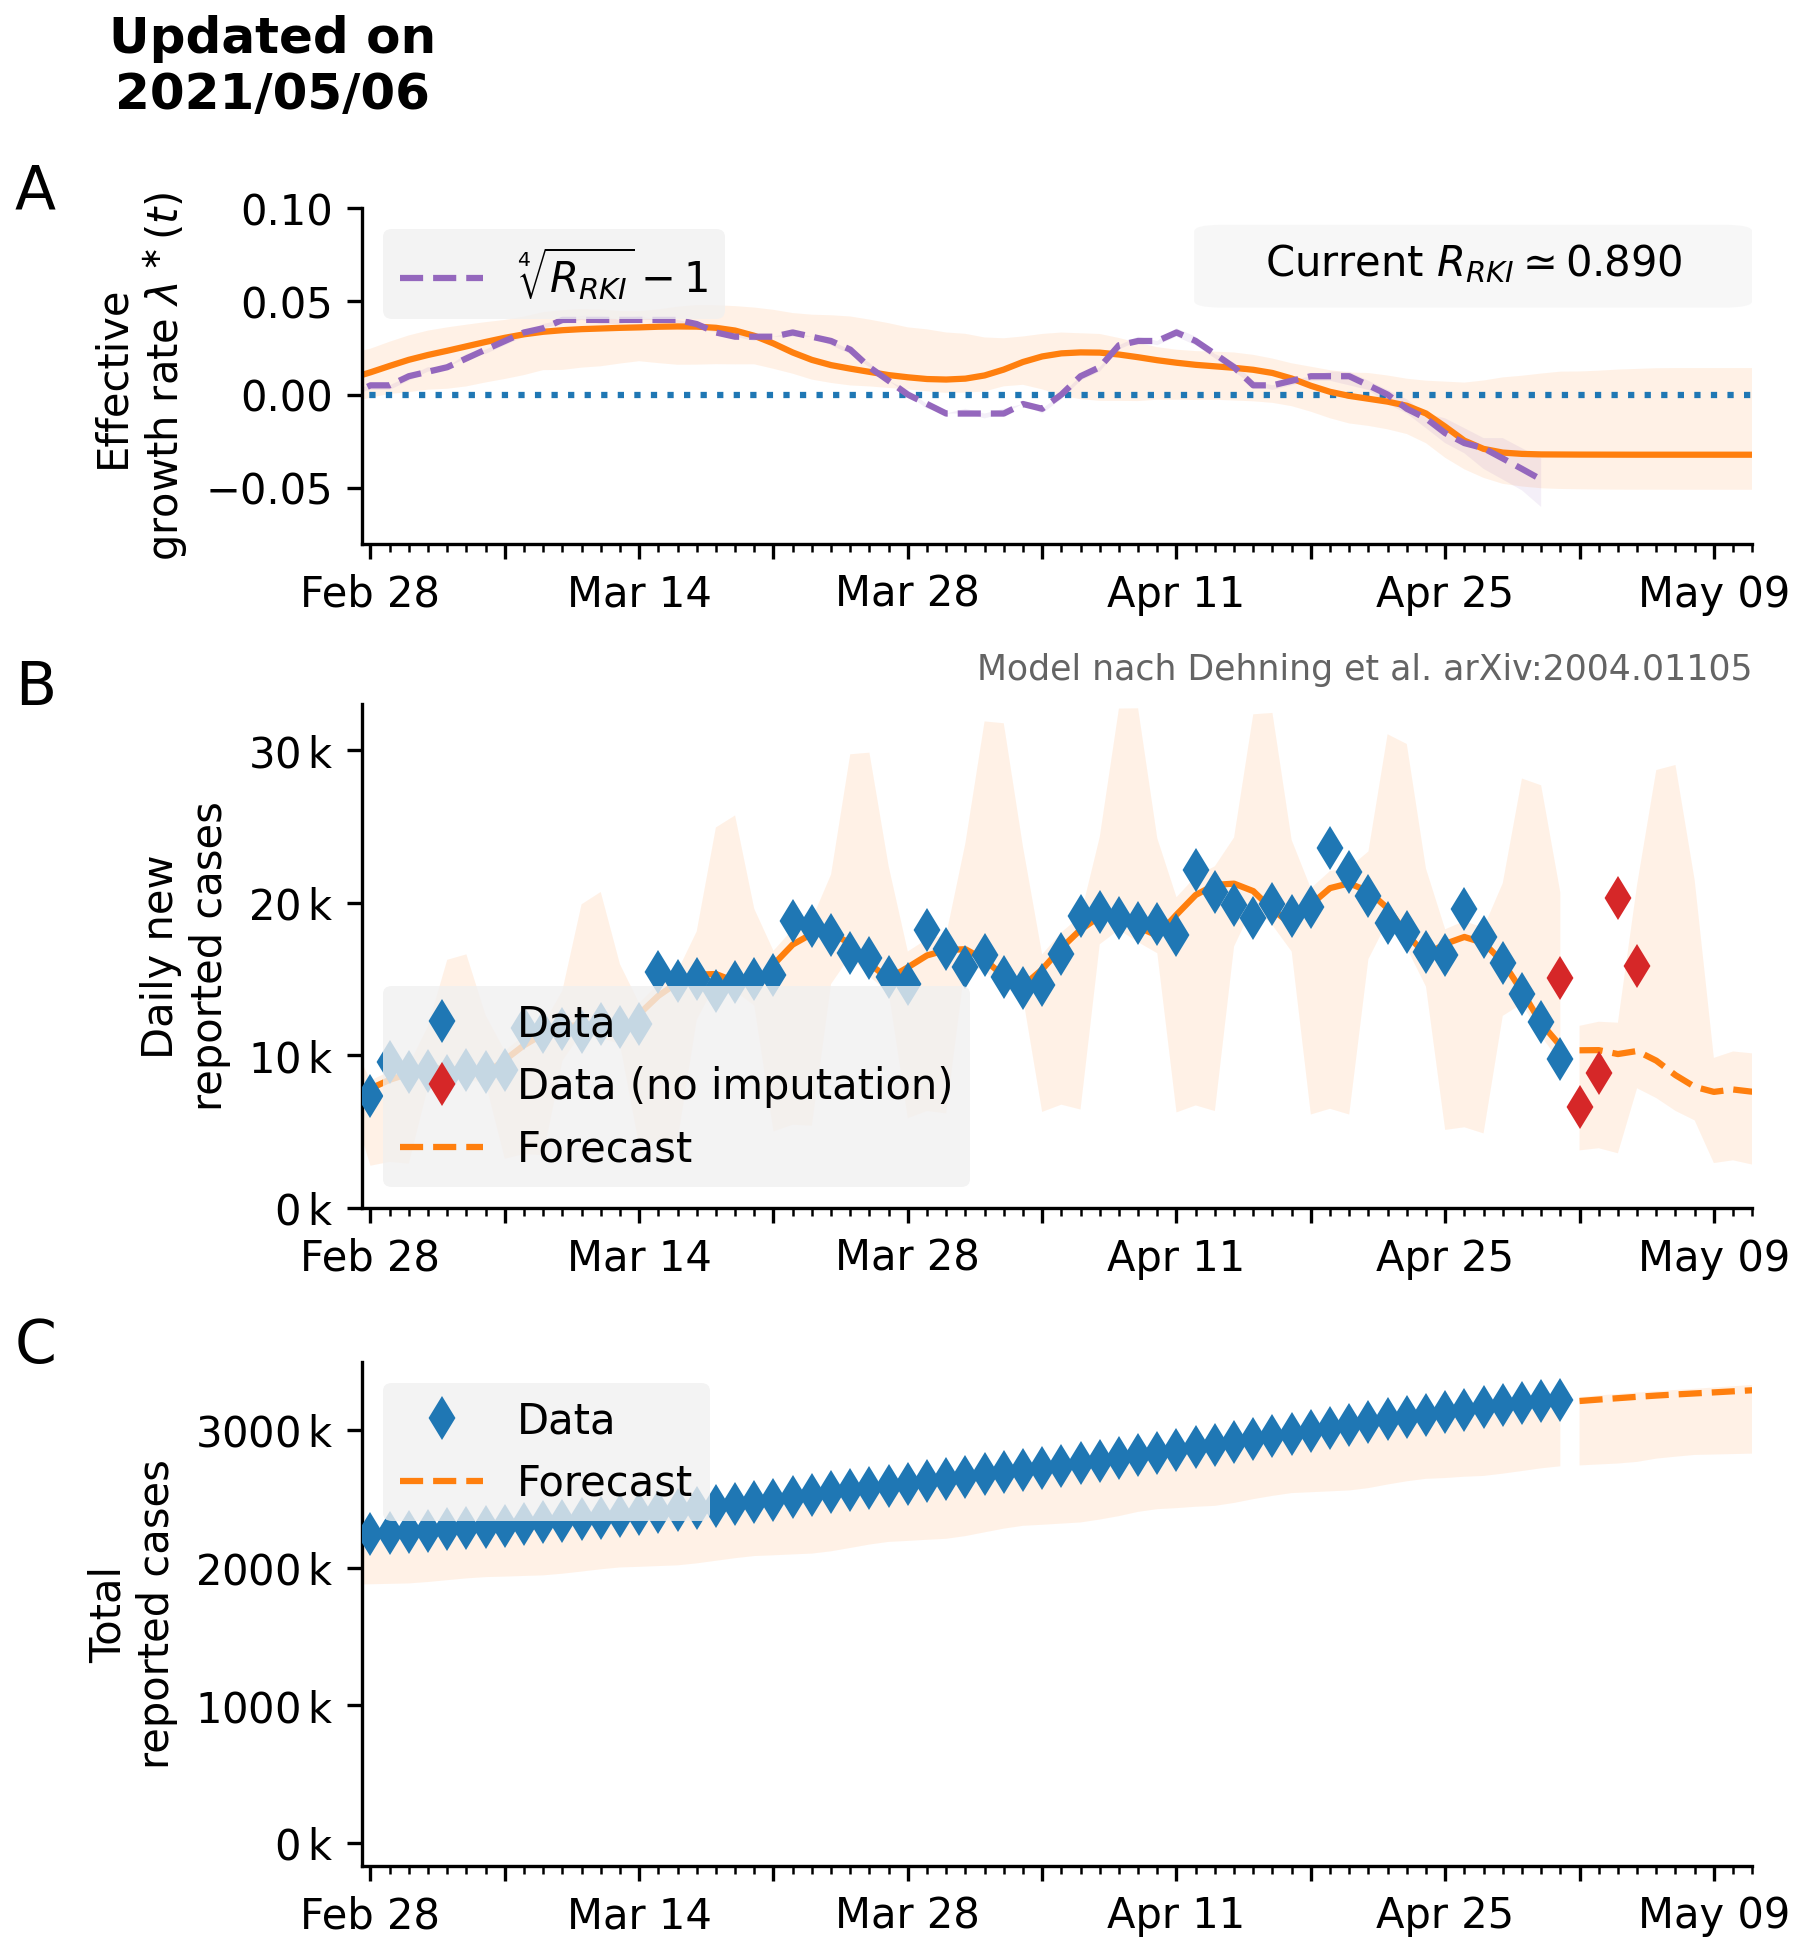 Updated on
2021/05/06
A
Effective
growth rate λ * (t)
0.10
0.05
0.00
−0.05
∜R_RKI − 1
Current R_RKI ≃ 0.890
Feb 28
Mar 14
Mar 28
Apr 11
Apr 25
May 09
Model nach Dehning et al. arXiv:2004.01105
B
Daily new
reported cases
30 k
20 k
10 k
0 k
Data
Data (no imputation)
Forecast
Feb 28
Mar 14
Mar 28
Apr 11
Apr 25
May 09
C
Total
reported cases
3000 k
2000 k
1000 k
0 k
Data
Forecast
Feb 28
Mar 14
Mar 28
Apr 11
Apr 25
May 09